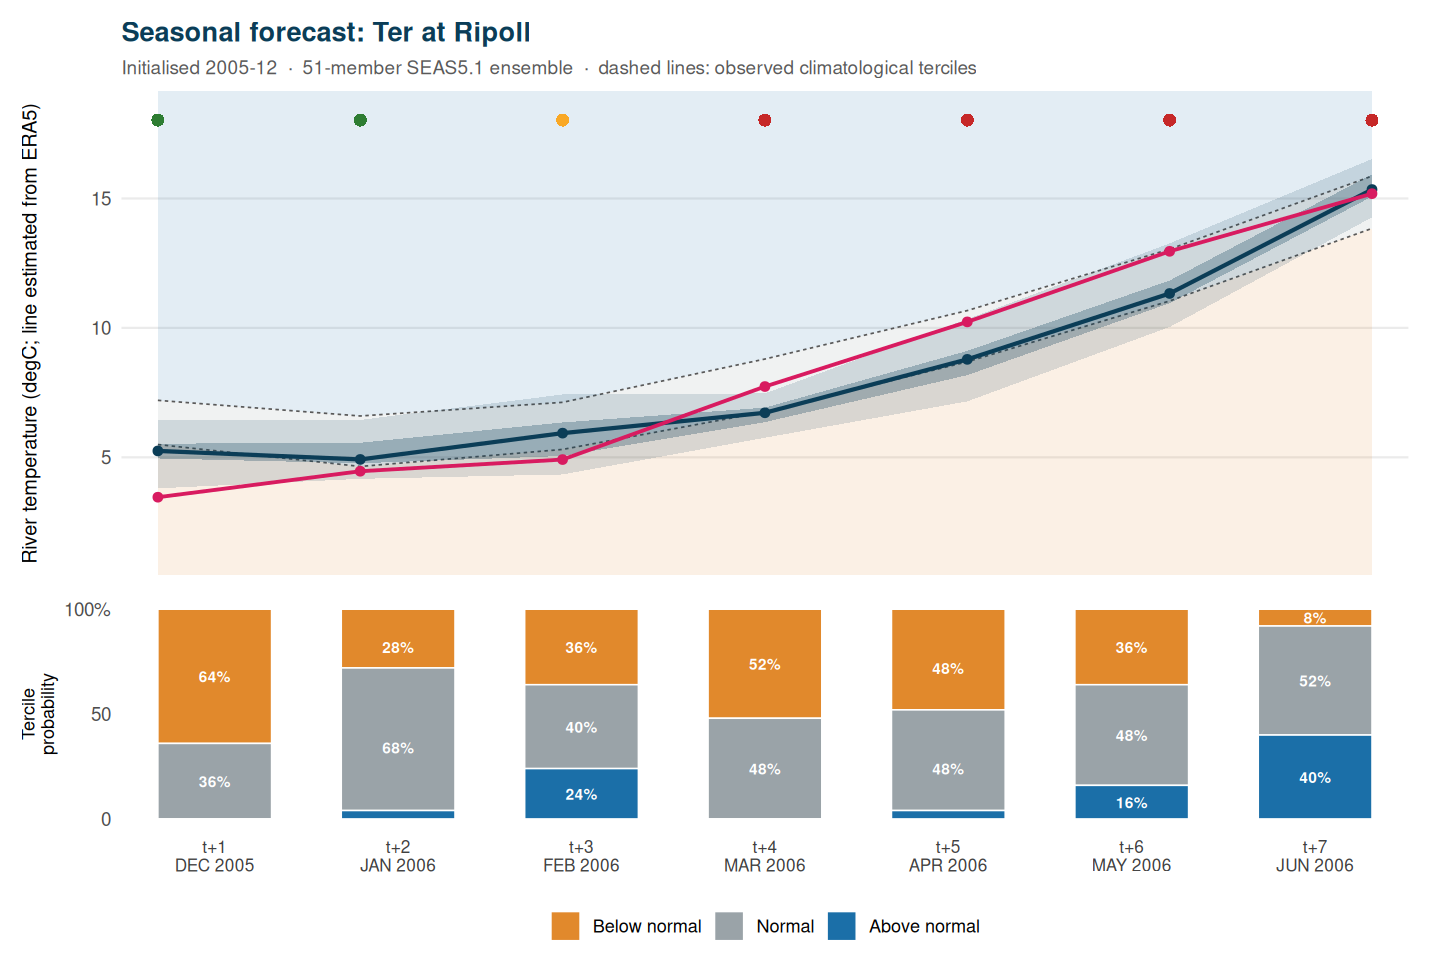 Seasonal forecast: Ter at Ripoll
Initialised 2005-12 · 51-member SEAS5.1 ensemble · dashed lines: observed climatological terciles
River temperature (degC; line estimated from ERA5)
15
10
5
100%
50
0
Tercile
probability
64%
36%
28%
68%
36%
40%
24%
52%
48%
48%
48%
36%
48%
16%
8%
52%
40%
t+1
DEC 2005
t+2
JAN 2006
t+3
FEB 2006
t+4
MAR 2006
t+5
APR 2006
t+6
MAY 2006
t+7
JUN 2006
Below normal
Normal
Above normal